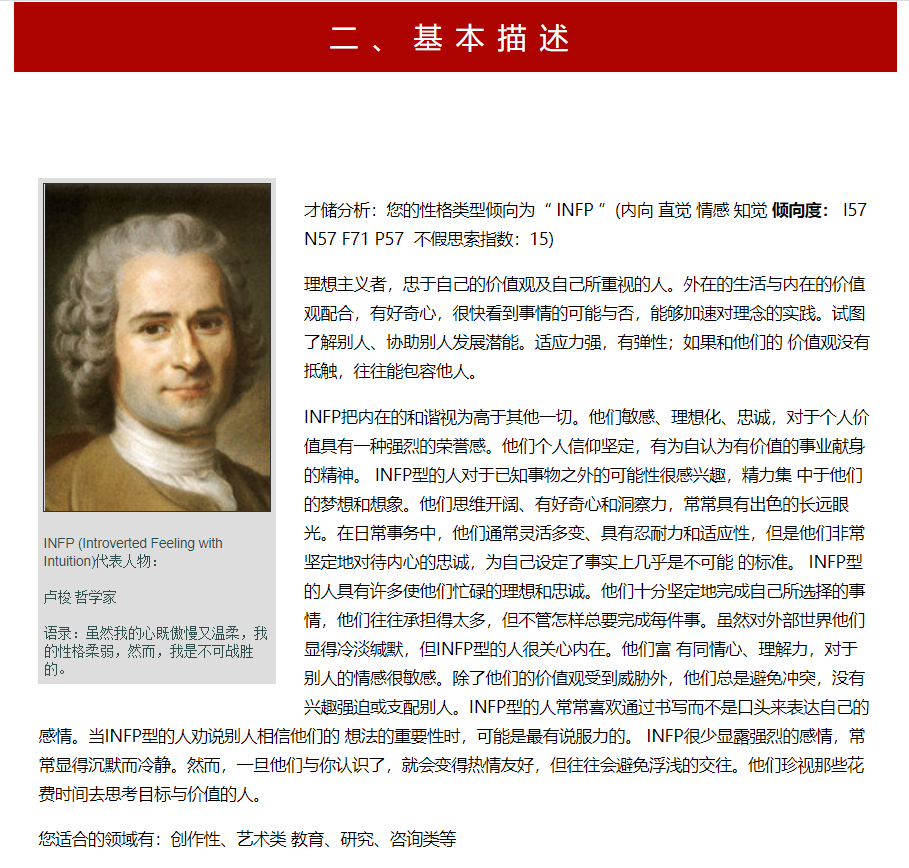 二、基本描述
INFP (Introverted Feeling with
Intuition)代表人物：
卢梭 哲学家
语录：虽然我的心既傲慢又温柔，我
的性格柔弱，然而，我是不可战胜
的。
才储分析：您的性格类型倾向为“ INFP ”(内向 直觉 情感 知觉 倾向度： I57
N57 F71 P57 不假思索指数：15)
理想主义者，忠于自己的价值观及自己所重视的人。外在的生活与内在的价值
观配合，有好奇心，很快看到事情的可能与否，能够加速对理念的实践。试图
了解别人、协助别人发展潜能。适应力强，有弹性；如果和他们的 价值观没有
抵触，往往能包容他人。
INFP把内在的和谐视为高于其他一切。他们敏感、理想化、忠诚，对于个人价
值具有一种强烈的荣誉感。他们个人信仰坚定，有为自认为有价值的事业献身
的精神。 INFP型的人对于已知事物之外的可能性很感兴趣，精力集 中于他们
的梦想和想象。他们思维开阔、有好奇心和洞察力，常常具有出色的长远眼
光。在日常事务中，他们通常灵活多变、具有忍耐力和适应性，但是他们非常
坚定地对待内心的忠诚，为自己设定了事实上几乎是不可能 的标准。 INFP型
的人具有许多使他们忙碌的理想和忠诚。他们十分坚定地完成自己所选择的事
情，他们往往承担得太多，但不管怎样总要完成每件事。虽然对外部世界他们
显得冷淡缄默，但INFP型的人很关心内在。他们富 有同情心、理解力，对于
别人的情感很敏感。除了他们的价值观受到威胁外，他们总是避免冲突，没有
兴趣强迫或支配别人。INFP型的人常常喜欢通过书写而不是口头来表达自己的
感情。当INFP型的人劝说别人相信他们的 想法的重要性时，可能是最有说服力的。 INFP很少显露强烈的感情，常
常显得沉默而冷静。然而，一旦他们与你认识了，就会变得热情友好，但往往会避免浮浅的交往。他们珍视那些花
费时间去思考目标与价值的人。
您适合的领域有：创作性、艺术类 教育、研究、咨询类等